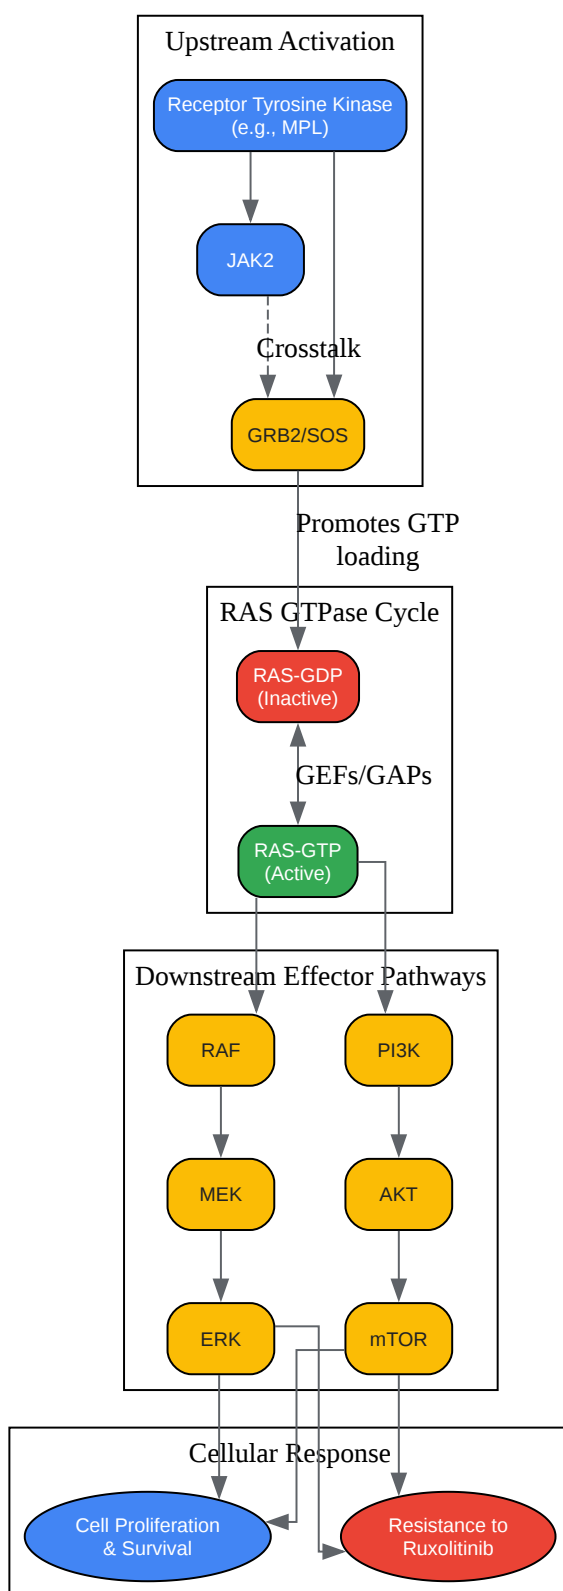 Upstream Activation
Receptor Tyrosine Kinase
(e.g., MPL)
JAK2
Crosstalk
GRB2/SOS
Promotes GTP
loading
RAS GTPase Cycle
RAS-GDP
(Inactive)
GEFs/GAPs
RAS-GTP
(Active)
Downstream Effector Pathways
RAF
PI3K
MEK
AKT
ERK
mTOR
Cellular Response
Cell Proliferation
& Survival
Resistance to
Ruxolitinib